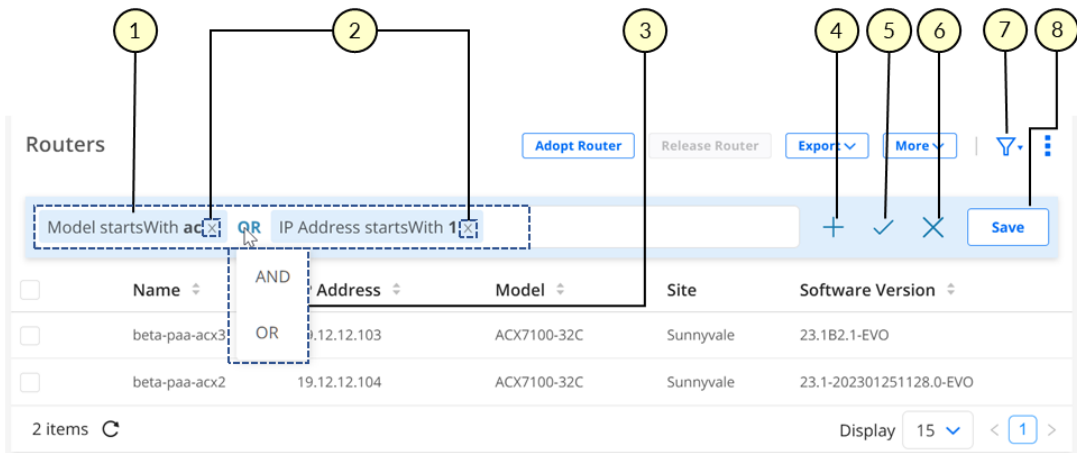 1 2 3 4 5 6 7 8
Routers Adopt Router Release Router Export More
Model startsWith ac OR IP Address startsWith 1 Save
AND
OR
Name Address Model Site Software Version
beta-paa-acx3 .12.12.103 ACX7100-32C Sunnyvale 23.1B2.1-EVO
beta-paa-acx2 19.12.12.104 ACX7100-32C Sunnyvale 23.1-202301251128.0-EVO
2 items Display 15 < 1 >